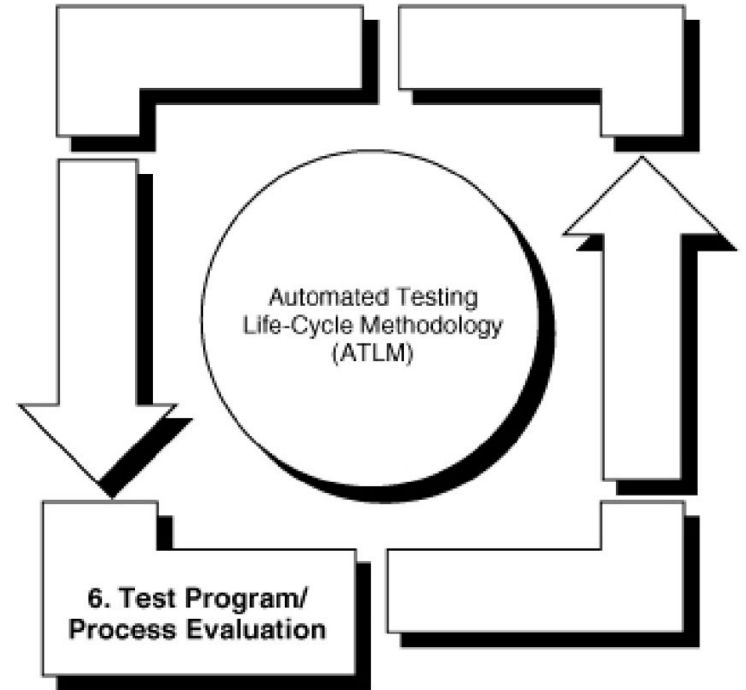 Automated Testing
Life-Cycle Methodology
(ATLM)
6. Test Program/
Process Evaluation